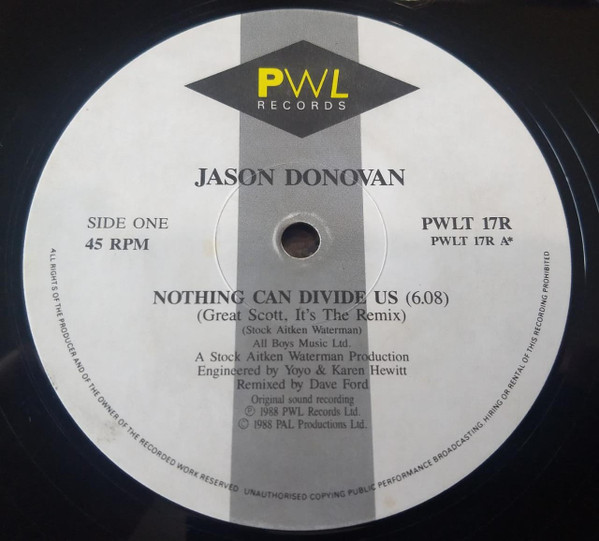 PWL
RECORDS
JASON DONOVAN
SIDE ONE
45 RPM
PWLT 17R
PWLT 17R A*
NOTHING CAN DIVIDE US (6.08)
(Great Scott, It's The Remix)
(Stock Aitken Waterman)
All Boys Music Ltd.
A Stock Aitken Waterman Production
Engineered by Yoyo & Karen Hewitt
Remixed by Dave Ford
Original sound recording
Ⓟ 1988 PWL Records Ltd.
© 1988 PAL Productions Ltd.
ALL RIGHTS OF THE PRODUCER AND OF THE OWNER OF THE RECORDED WORK RESERVED UNAUTHORISED COPYING PUBLIC PERFORMANCE BROADCASTING, HIRING OR RENTAL OF THIS RECORDING PROHIBITED